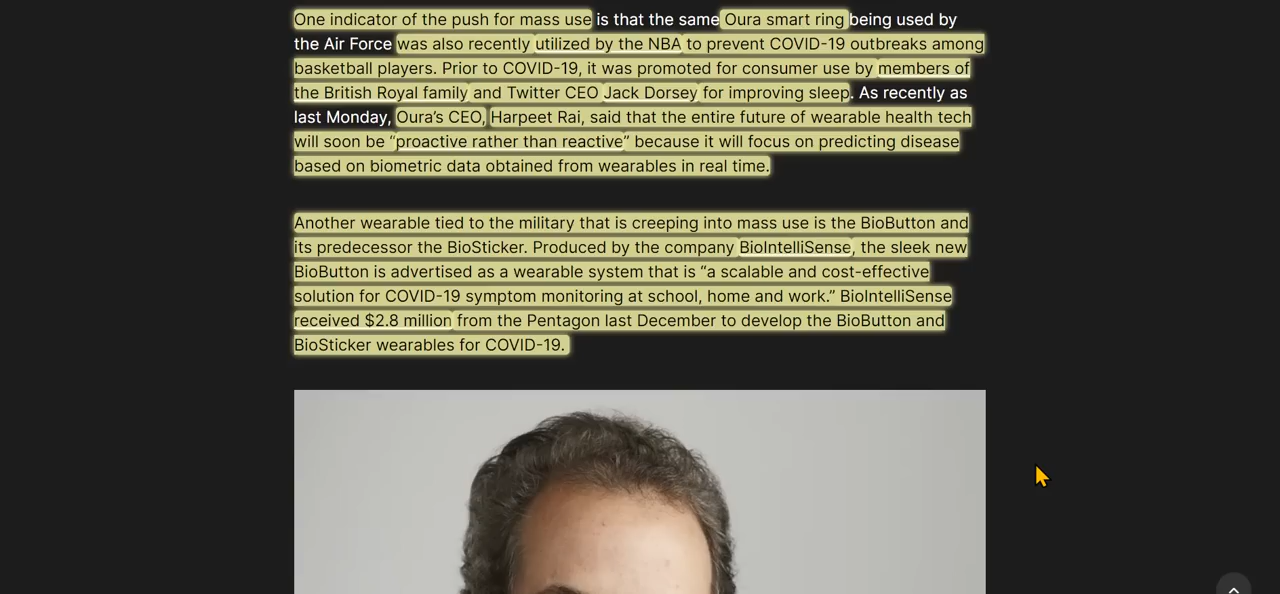 One indicator of the push for mass use is that the same Oura smart ring being used by
the Air Force was also recently utilized by the NBA to prevent COVID-19 outbreaks among
basketball players. Prior to COVID-19, it was promoted for consumer use by members of
the British Royal family and Twitter CEO Jack Dorsey for improving sleep. As recently as
last Monday, Oura’s CEO, Harpeet Rai, said that the entire future of wearable health tech
will soon be “proactive rather than reactive” because it will focus on predicting disease
based on biometric data obtained from wearables in real time.
Another wearable tied to the military that is creeping into mass use is the BioButton and
its predecessor the BioSticker. Produced by the company BioIntelliSense, the sleek new
BioButton is advertised as a wearable system that is “a scalable and cost-effective
solution for COVID-19 symptom monitoring at school, home and work.” BioIntelliSense
received $2.8 million from the Pentagon last December to develop the BioButton and
BioSticker wearables for COVID-19.